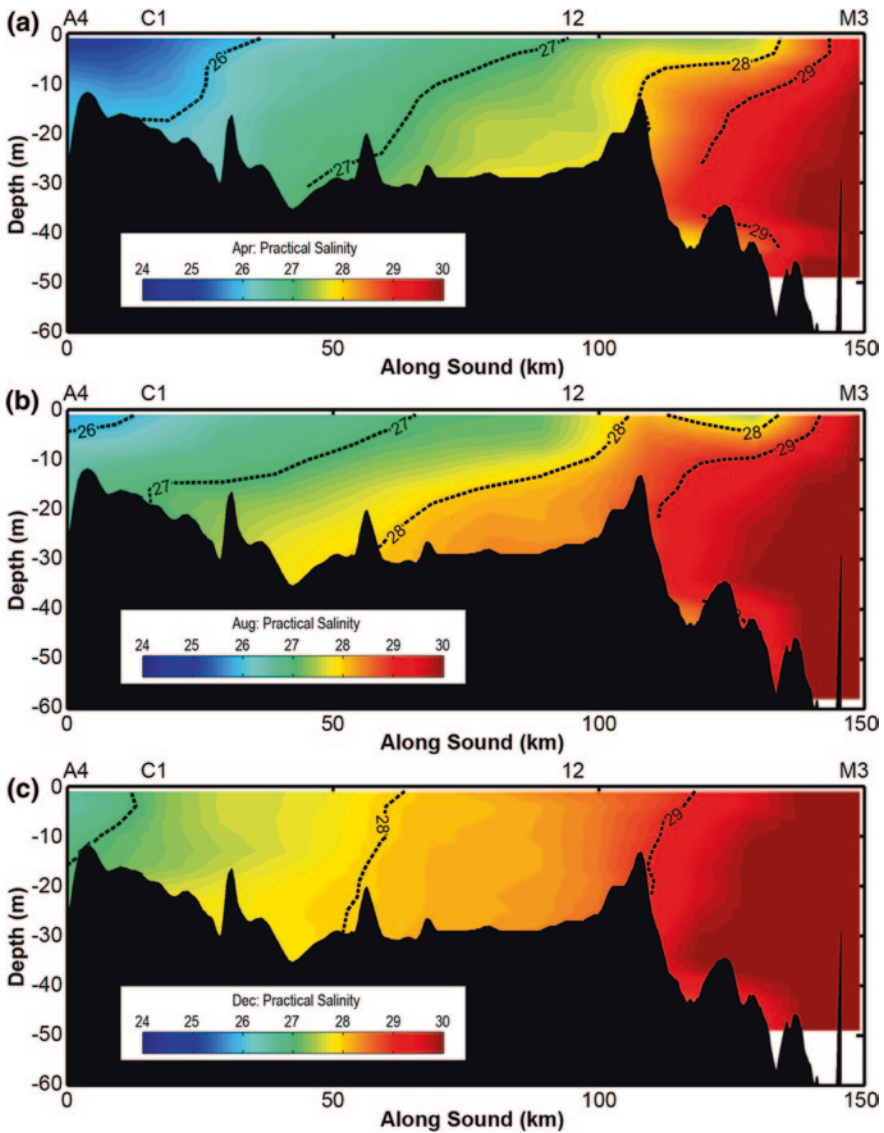 (a)
A4 C1 12 M3
0
-10
-20
-30
-40
-50
-60
Depth (m)
26
27
27
28
29
29
Apr: Practical Salinity
24 25 26 27 28 29 30
0 50 100 150
Along Sound (km)
(b)
A4 C1 12 M3
0
-10
-20
-30
-40
-50
-60
Depth (m)
26
27
27
28
28
28
29
Aug: Practical Salinity
24 25 26 27 28 29 30
0 50 100 150
Along Sound (km)
(c)
A4 C1 12 M3
0
-10
-20
-30
-40
-50
-60
Depth (m)
28
29
Dec: Practical Salinity
24 25 26 27 28 29 30
0 50 100 150
Along Sound (km)